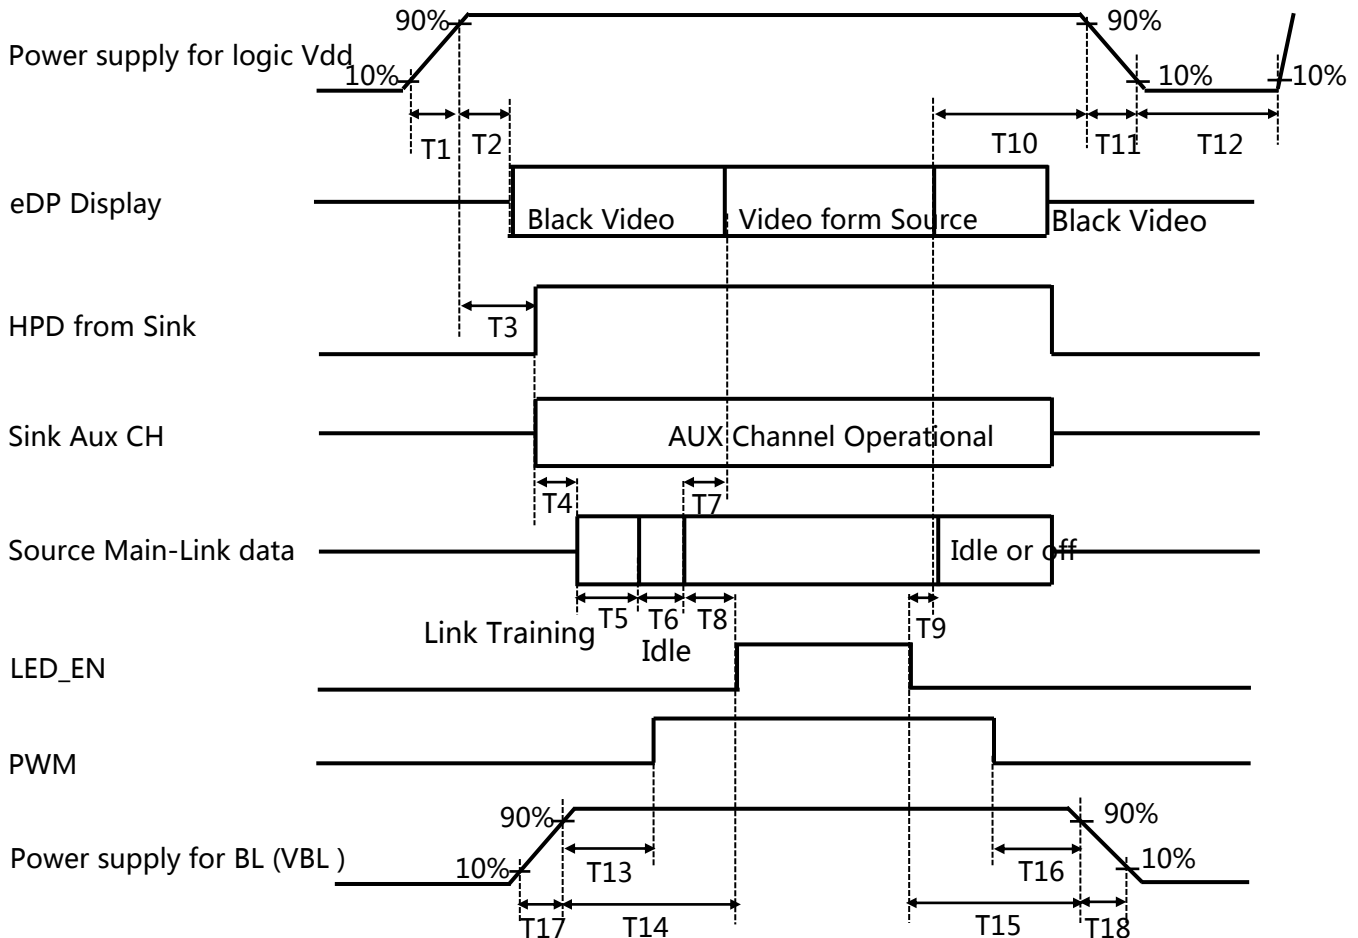 90%
90%
Power supply for logic Vdd
10%
10%
10%
T1
T2
T10
T11
T12
eDP Display
Black Video
Video form Source
Black Video
HPD from Sink
T3
Sink Aux CH
AUX Channel Operational
T4
T7
Source Main-Link data
Idle or off
T5
T6
T8
T9
Link Training
Idle
LED_EN
PWM
90%
90%
Power supply for BL (VBL )
10%
10%
T13
T16
T17
T14
T15
T18